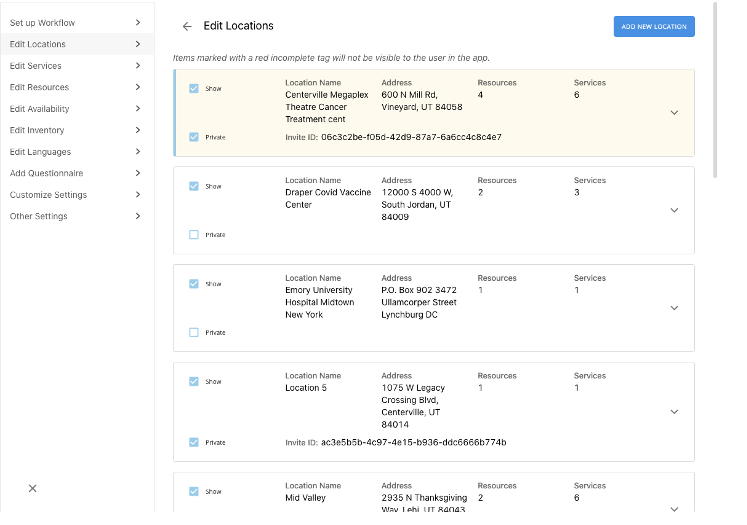 Set up Workflow
Edit Locations
Edit Services
Edit Resources
Edit Availability
Edit Inventory
Edit Languages
Add Questionnaire
Customize Settings
Other Settings
Edit Locations
ADD NEW LOCATION
Items marked with a red incomplete tag will not be visible to the user in the app.
Show
Location Name
Centerville Megaplex
Theatre Cancer
Treatment cent
Address
600 N Mill Rd,
Vineyard, UT 84058
Resources
4
Services
6
Private
Invite ID: 06c3c2be-f05d-42d9-87a7-6a6cc4c8c4e7
Show
Location Name
Draper Covid Vaccine
Center
Address
12000 S 4000 W,
South Jordan, UT
84009
Resources
2
Services
3
Private
Show
Location Name
Emory University
Hospital Midtown
New York
Address
P.O. Box 902 3472
Ullamcorper Street
Lynchburg DC
Resources
1
Services
1
Private
Show
Location Name
Location 5
Address
1075 W Legacy
Crossing Blvd,
Centerville, UT
84014
Resources
1
Services
1
Private
Invite ID: ac3e5b5b-4c97-4e15-b936-ddc6666b774b
Show
Location Name
Mid Valley
Address
2935 N Thanksgiving
Way, Lehi, UT 84043
Resources
2
Services
6